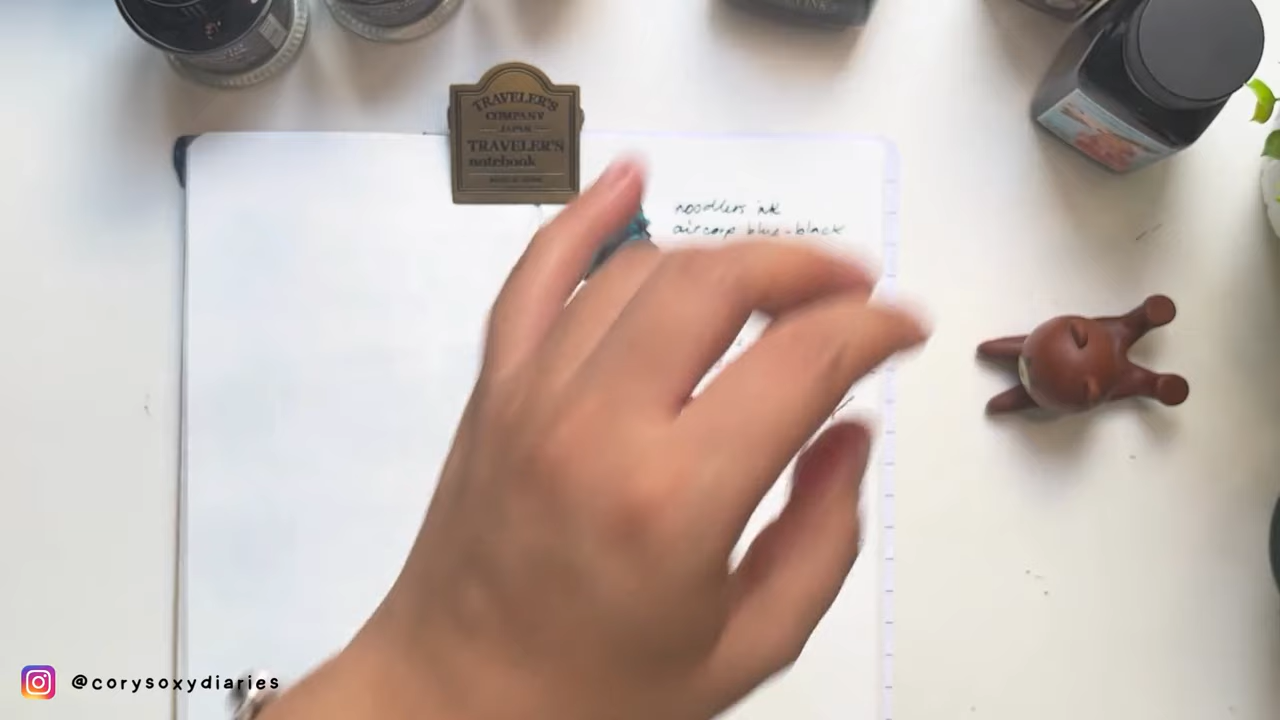 TRAVELER'S
COMPANY
JAPAN
TRAVELER'S
notebook
noodlers ink
aircorp blue-black
@corysoxydiaries